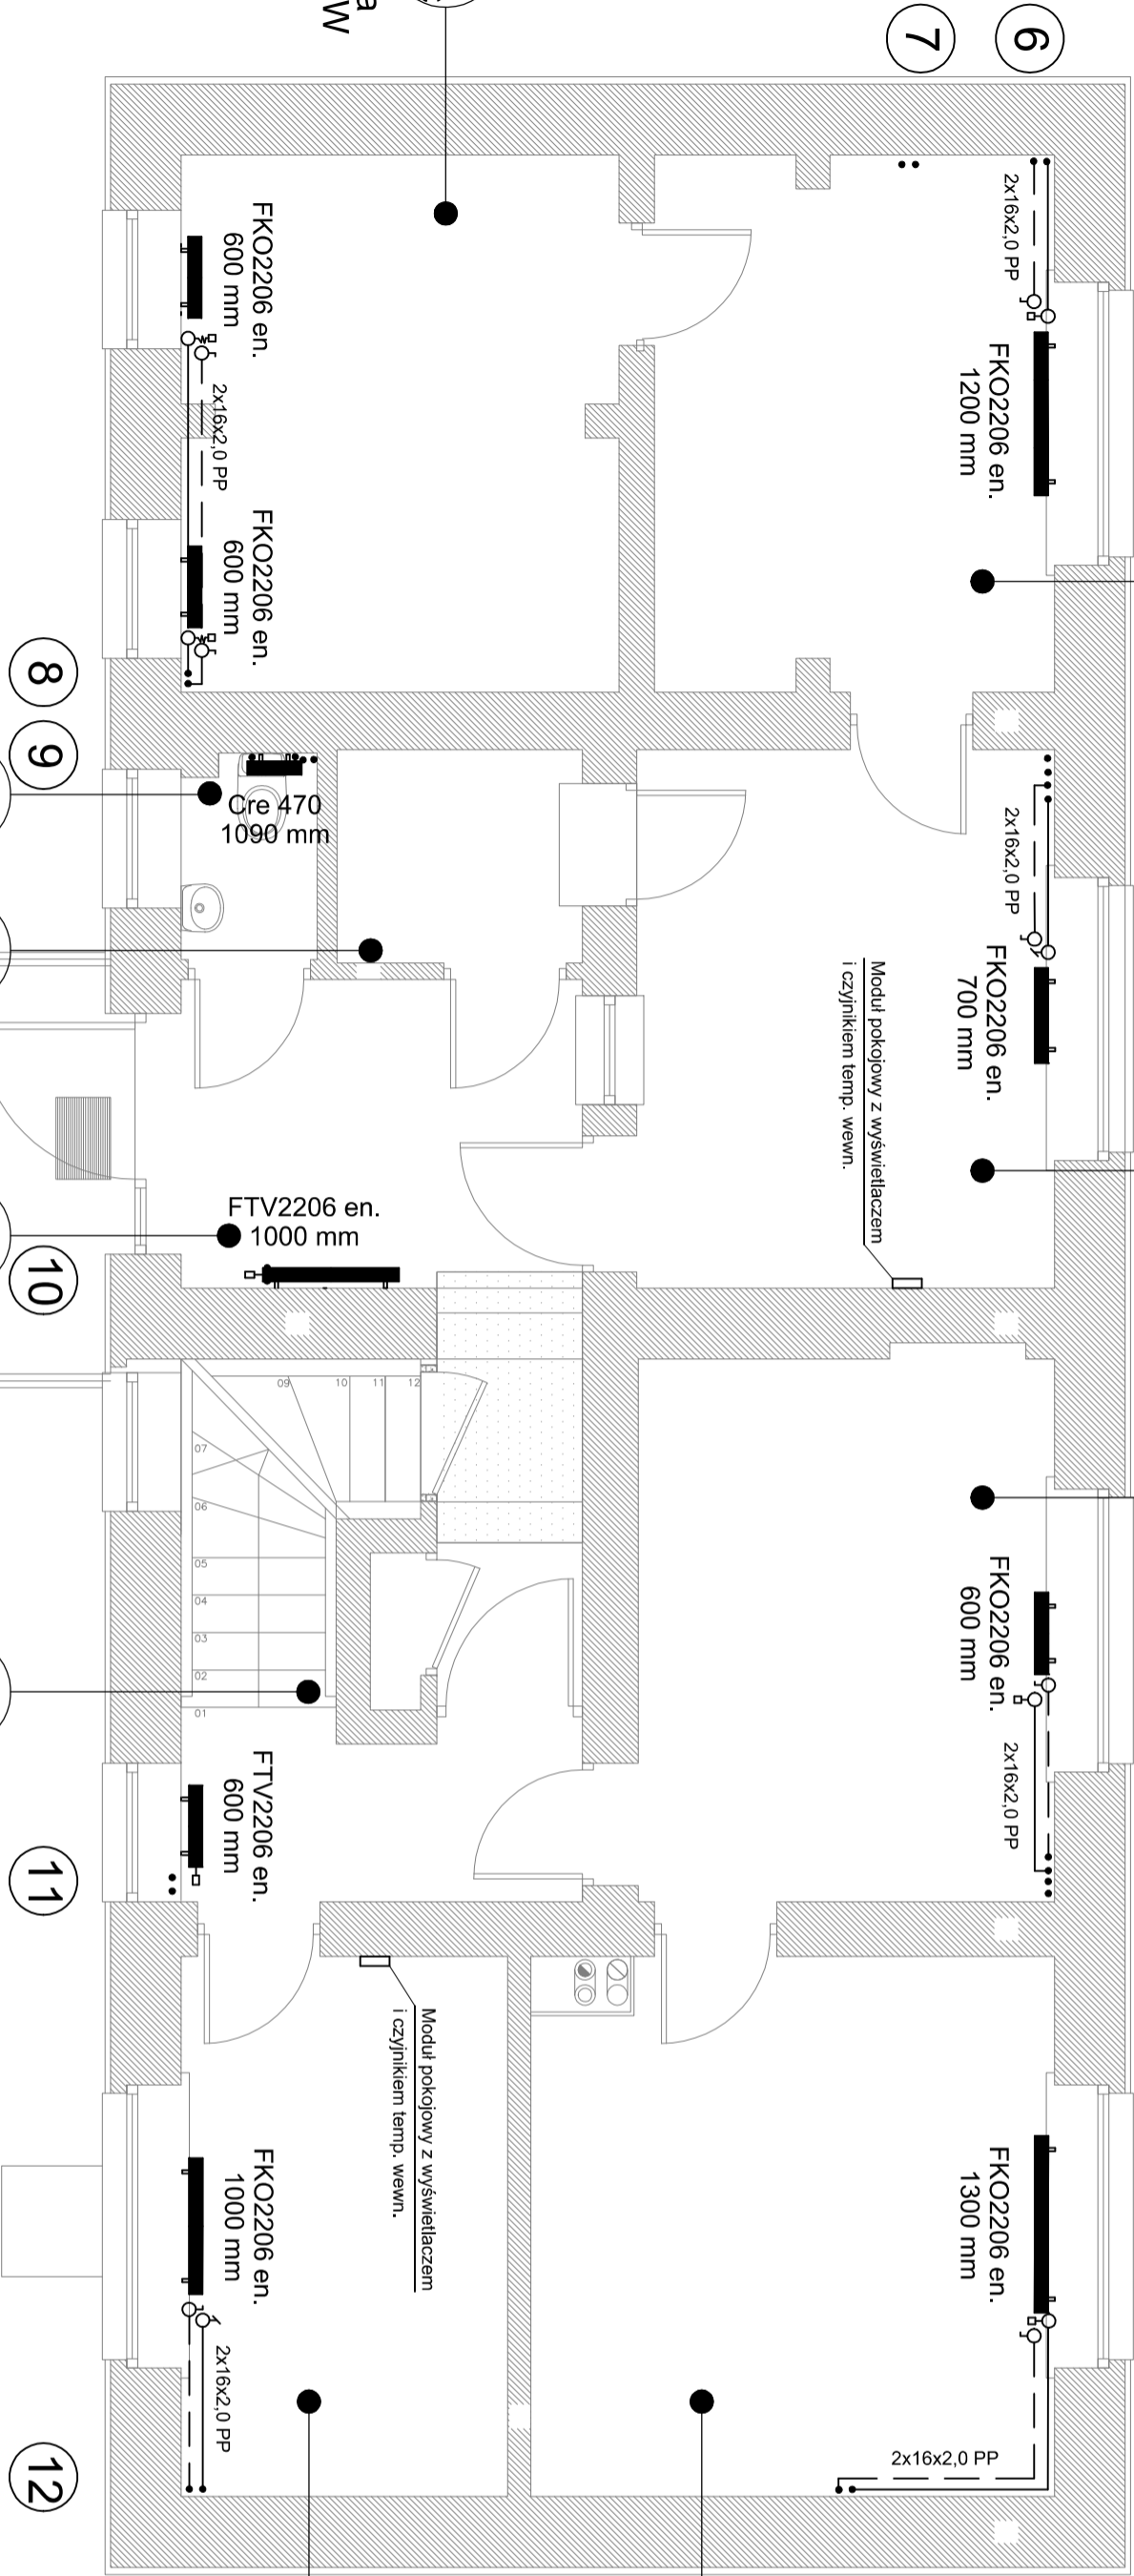 6
7
a
W
2x16x2,0 PP
FKO2206 en.
1200 mm
FKO2206 en.
600 mm
2x16x2,0 PP
FKO2206 en.
600 mm
8
9
Cre 470
1090 mm
2x16x2,0 PP
FKO2206 en.
700 mm
Moduł pokojowy z wyświetlaczem
i czyjnikiem temp. wewn.
FTV2206 en.
1000 mm
10
09
10
11
12
07
06
05
04
03
02
01
FKO2206 en.
600 mm
2x16x2,0 PP
FTV2206 en.
600 mm
11
Moduł pokojowy z wyświetlaczem
i czyjnikiem temp. wewn.
FKO2206 en.
1000 mm
2x16x2,0 PP
FKO2206 en.
1300 mm
2x16x2,0 PP
12